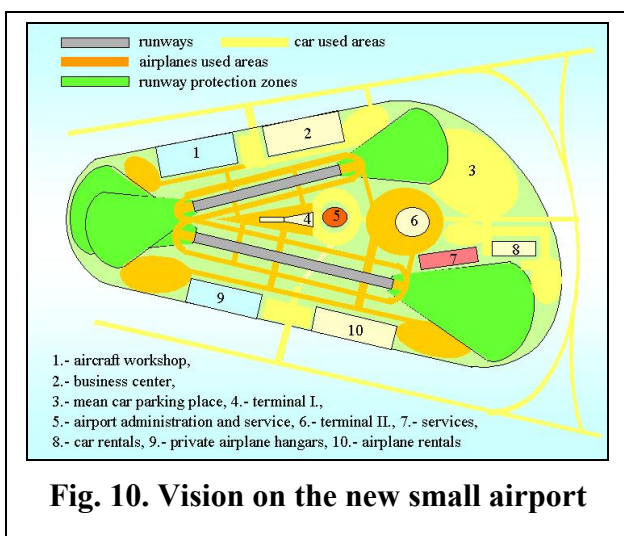 runways car used areas
airplanes used areas
runway protection zones
1
2
3
4
5
6
7
8
9
10
1.- aircraft workshop,
2.- business center,
3.- mean car parking place, 4.- terminal I.,
5.- airport administration and service, 6.- terminal II., 7.- services,
8.- car rentals, 9.- private airplane hangars, 10.- airplane rentals
Fig. 10. Vision on the new small airport